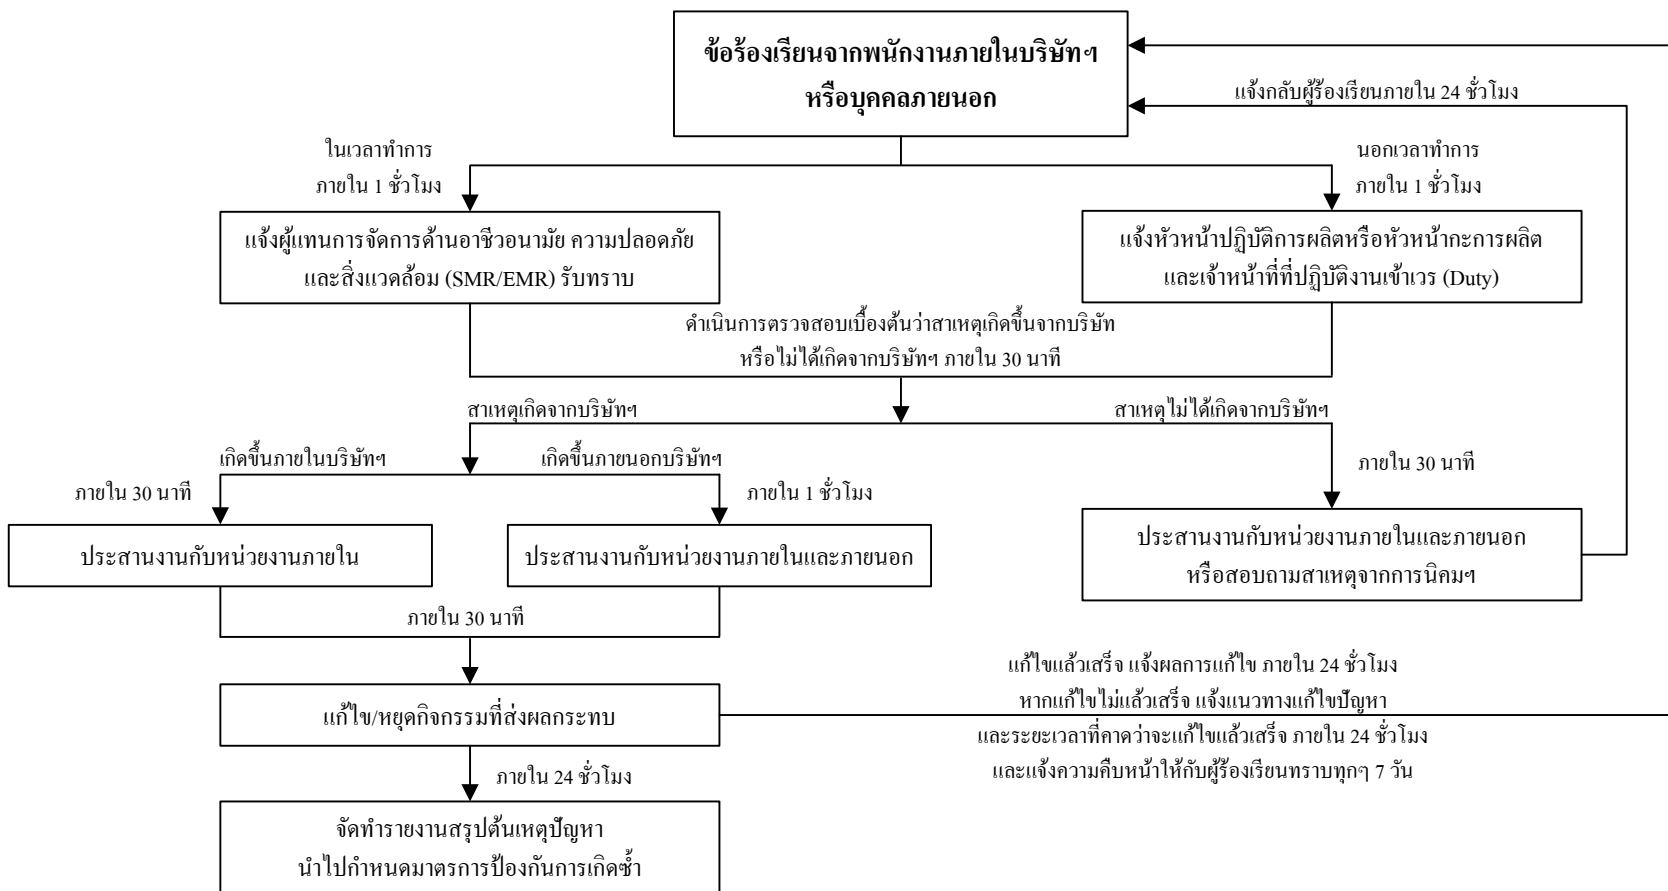 ข้อร้องเรียนจากพนักงานภายในบริษัทฯ
หรือบุคคลภายนอก
แจ้งกลับผู้ร้องเรียนภายใน 24 ชั่วโมง
ในเวลาทำการ
ภายใน 1 ชั่วโมง
นอกเวลาทำการ
ภายใน 1 ชั่วโมง
แจ้งผู้แทนการจัดการด้านอาชีวอนามัย ความปลอดภัย
และสิ่งแวดล้อม (SMR/EMR) รับทราบ
แจ้งหัวหน้าปฏิบัติการผลิตหรือหัวหน้ากะการผลิต
และเจ้าหน้าที่ที่ปฏิบัติงานเข้าเวร (Duty)
ดำเนินการตรวจสอบเบื้องต้นว่าสาเหตุเกิดขึ้นจากบริษัท
หรือไม่ได้เกิดจากบริษัทฯ ภายใน 30 นาที
สาเหตุเกิดจากบริษัทฯ
สาเหตุไม่ได้เกิดจากบริษัทฯ
เกิดขึ้นภายในบริษัทฯ
เกิดขึ้นภายนอกบริษัทฯ
ภายใน 30 นาที
ภายใน 1 ชั่วโมง
ภายใน 30 นาที
ประสานงานกับหน่วยงานภายใน
ประสานงานกับหน่วยงานภายในและภายนอก
ประสานงานกับหน่วยงานภายในและภายนอก
หรือสอบถามสาเหตุจากการนิคมฯ
ภายใน 30 นาที
แก้ไข/หยุดกิจกรรมที่ส่งผลกระทบ
แก้ไขแล้วเสร็จ แจ้งผลการแก้ไข ภายใน 24 ชั่วโมง
หากแก้ไขไม่แล้วเสร็จ แจ้งแนวทางแก้ไขปัญหา
และระยะเวลาที่คาดว่าจะแก้ไขแล้วเสร็จ ภายใน 24 ชั่วโมง
และแจ้งความคืบหน้าให้กับผู้ร้องเรียนทราบทุกๆ 7 วัน
ภายใน 24 ชั่วโมง
จัดทำรายงานสรุปต้นเหตุปัญหา
นำไปกำหนดมาตรการป้องกันการเกิดซ้ำ